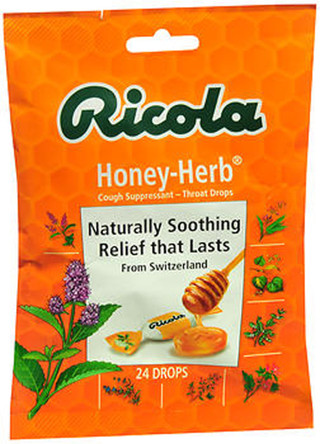 Ricola
Honey-Herb®
Cough Suppressant – Throat Drops
Naturally Soothing
Relief that Lasts
From Switzerland
Ricola
24 DROPS